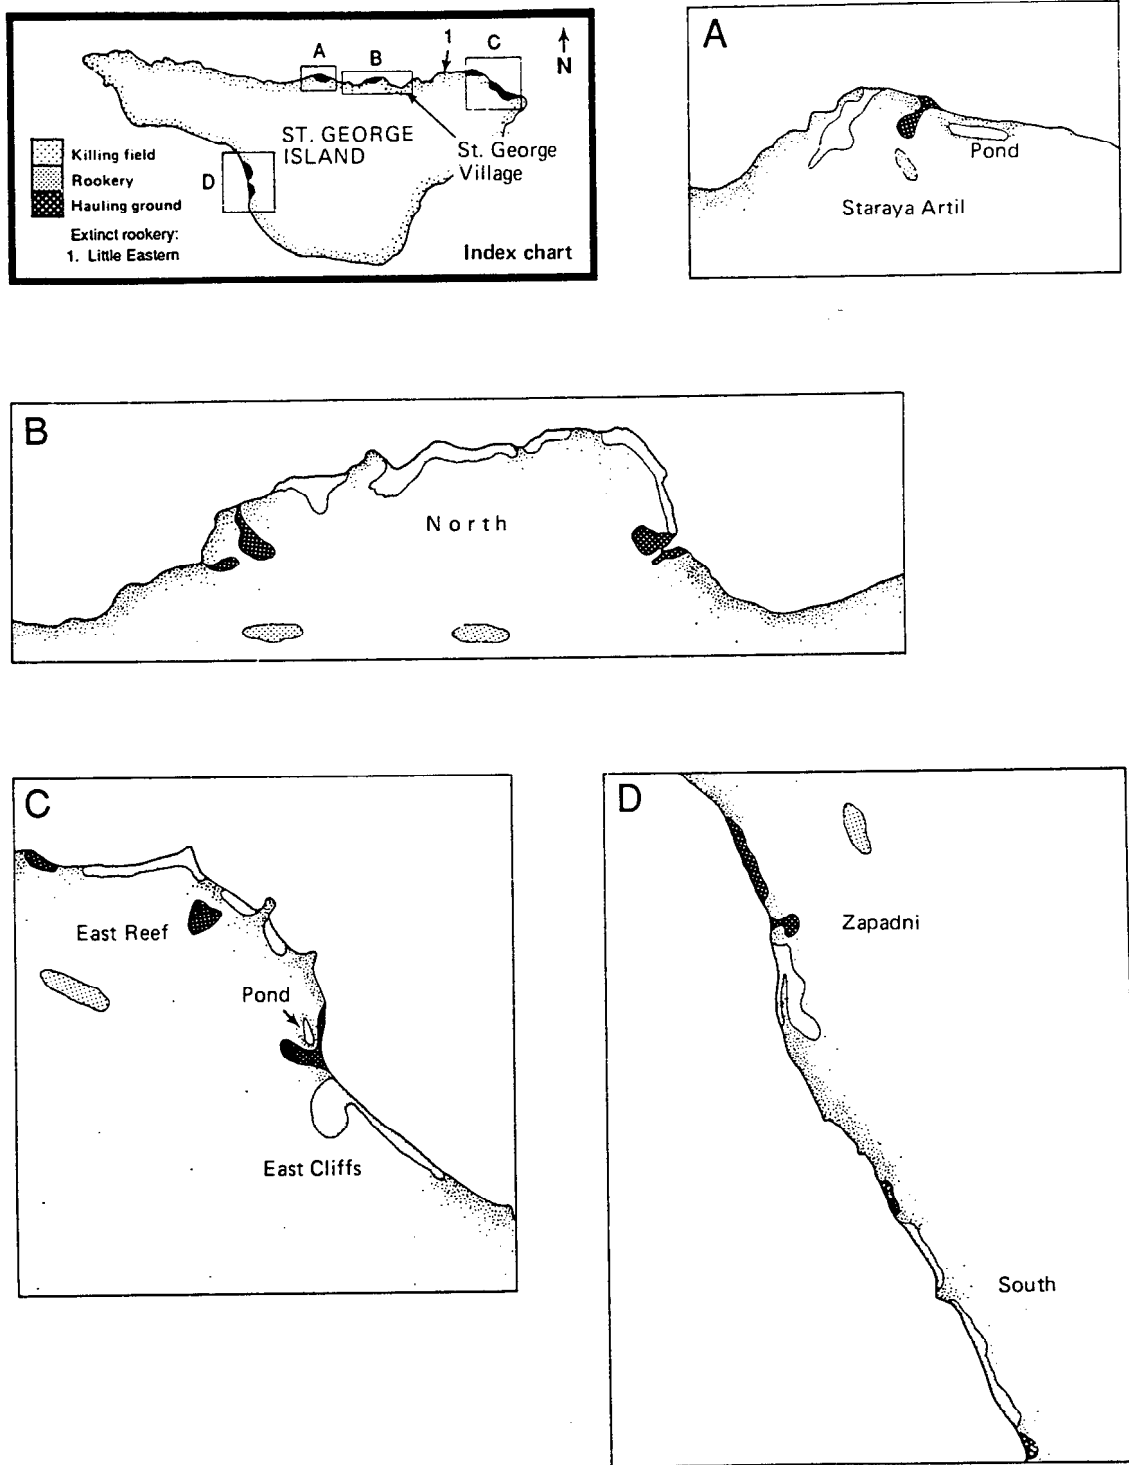 A
B
1
C
N
ST. GEORGE
ISLAND
St. George
Village
D
Killing field
Rookery
Hauling ground
Extinct rookery:
1. Little Eastern
Index chart
A
Pond
Staraya Artil
B
North
C
East Reef
Pond
East Cliffs
D
Zapadni
South